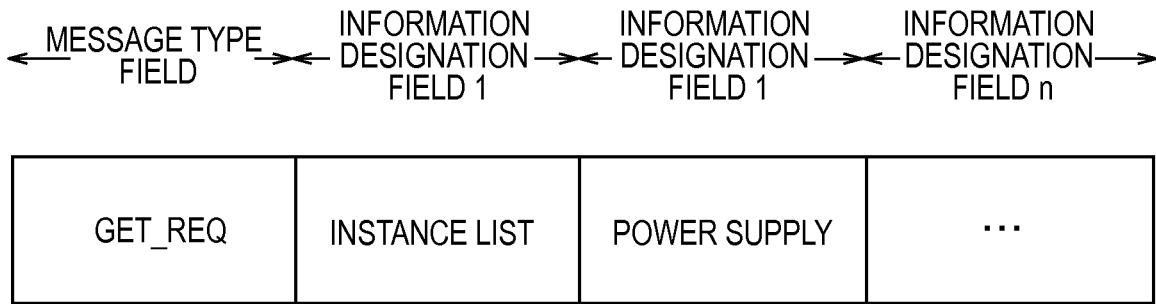 MESSAGE TYPE
FIELD
INFORMATION
DESIGNATION
FIELD 1
INFORMATION
DESIGNATION
FIELD 1
INFORMATION
DESIGNATION
FIELD n
GET_REQ
INSTANCE LIST
POWER SUPPLY
...